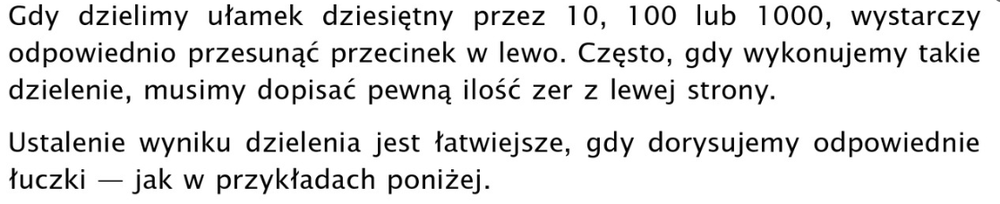 Gdy dzielimy ułamek dziesiętny przez 10, 100 lub 1000, wystarczy
odpowiednio przesunąć przecinek w lewo. Często, gdy wykonujemy takie
dzielenie, musimy dopisać pewną ilość zer z lewej strony.
Ustalenie wyniku dzielenia jest łatwiejsze, gdy dorysujemy odpowiednie
łuczki — jak w przykładach poniżej.